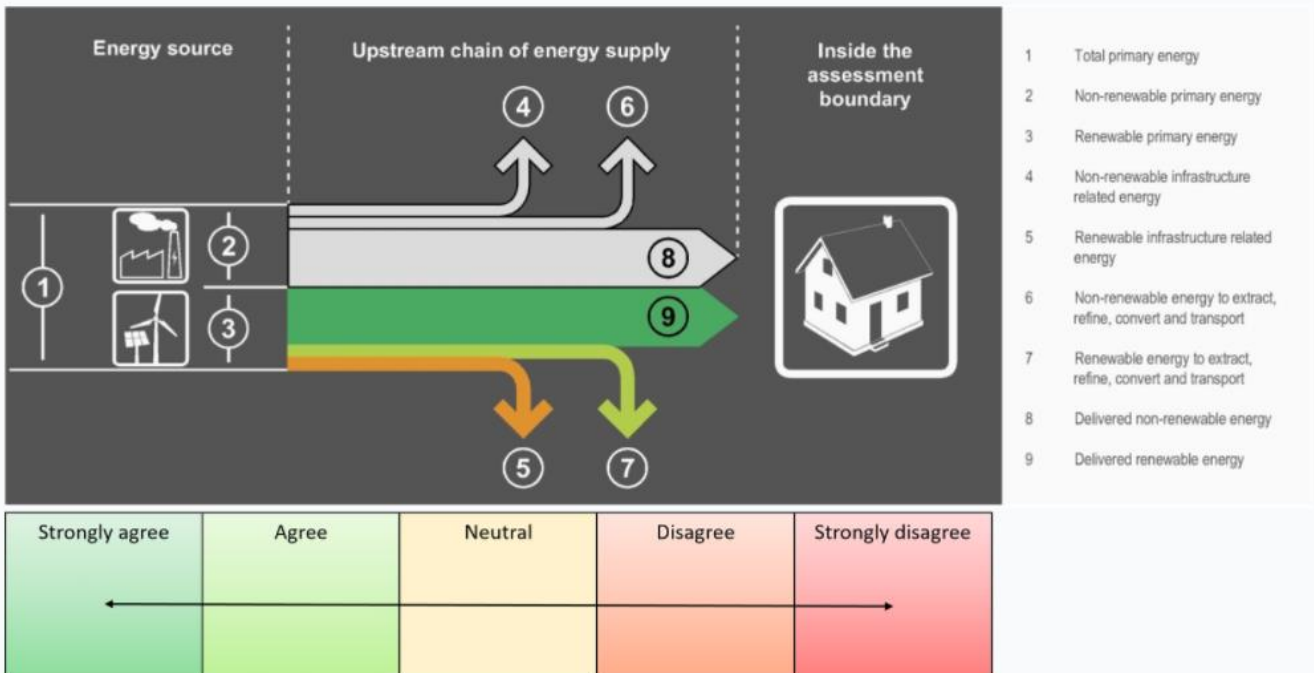 Energy source
Upstream chain of energy supply
Inside the
assessment
boundary
4
6
2
8
1
3
9
5
7
1 Total primary energy
2 Non-renewable primary energy
3 Renewable primary energy
4 Non-renewable infrastructure
related energy
5 Renewable infrastructure related
energy
6 Non-renewable energy to extract,
refine, convert and transport
7 Renewable energy to extract,
refine, convert and transport
8 Delivered non-renewable energy
9 Delivered renewable energy
Strongly agree
Agree
Neutral
Disagree
Strongly disagree